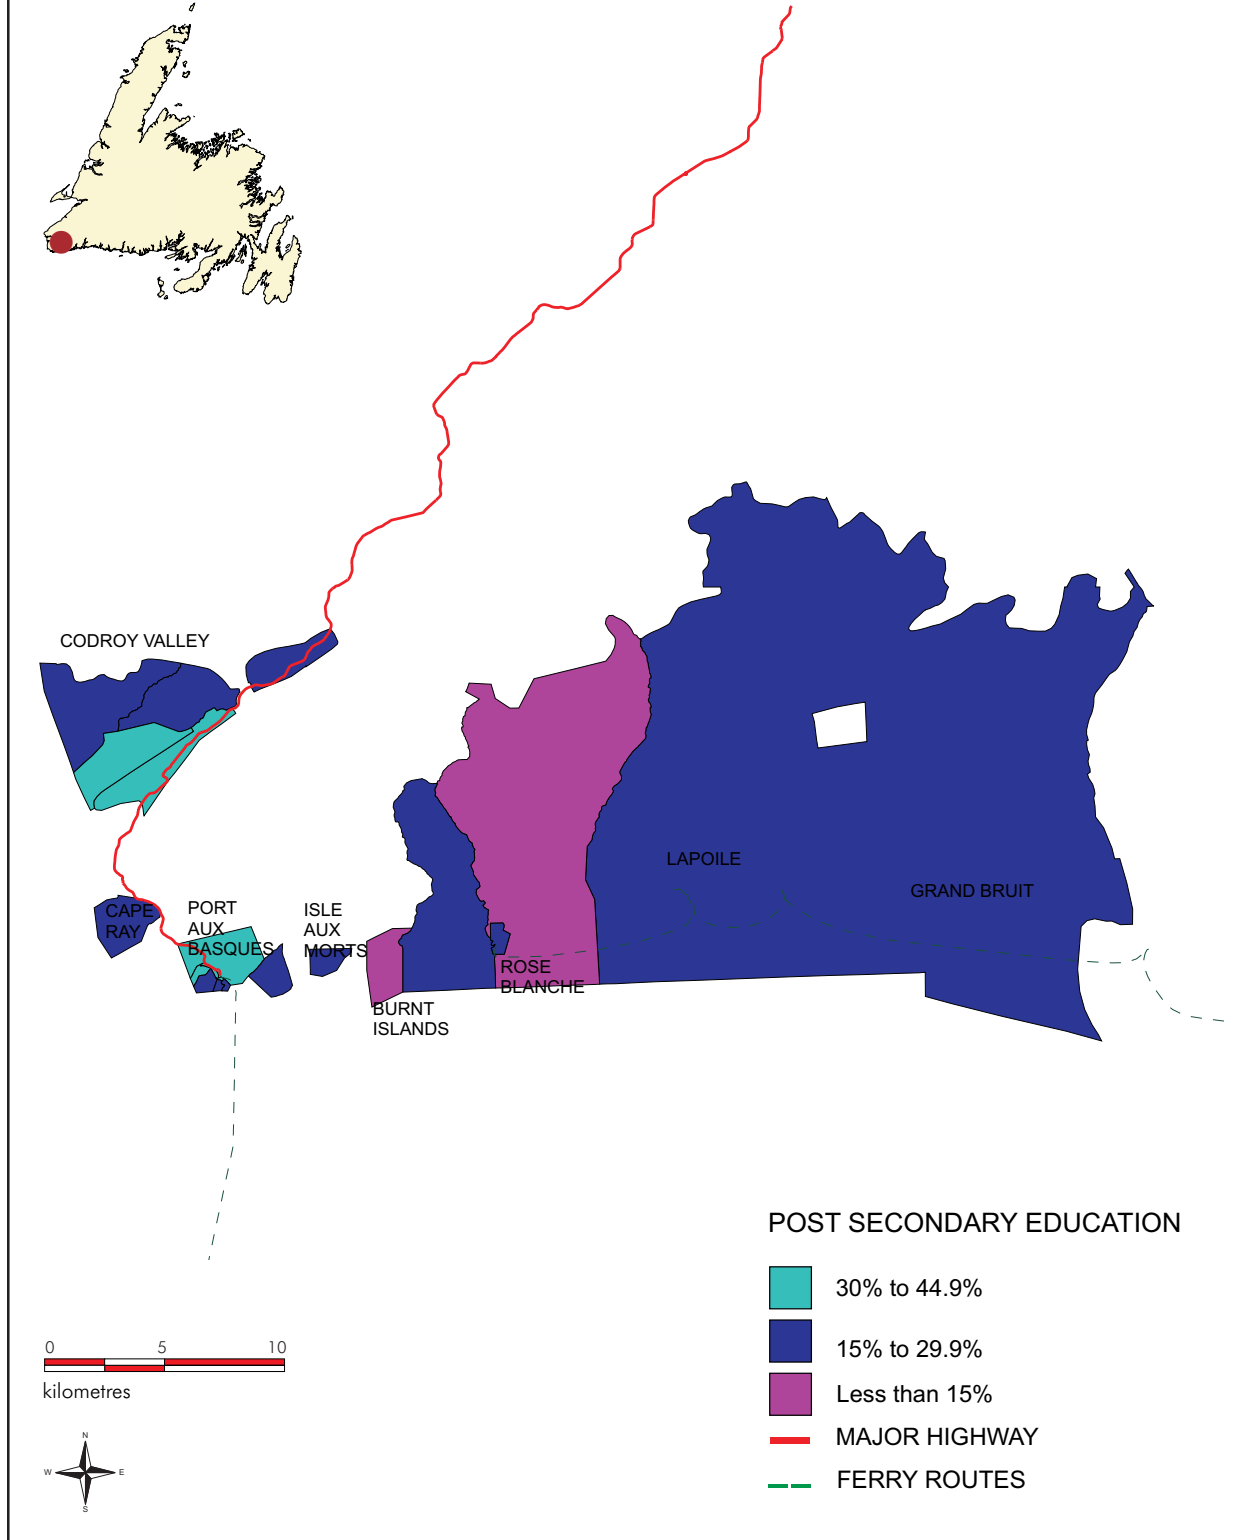 CODROY VALLEY
CAPE
RAY
PORT
AUX
BASQUES
ISLE
AUX
MORTS
BURNT
ISLANDS
ROSE
BLANCHE
LAPOILE
GRAND BRUIT
POST SECONDARY EDUCATION
30% to 44.9%
15% to 29.9%
Less than 15%
MAJOR HIGHWAY
FERRY ROUTES
0 5 10
kilometres
N
W E
S